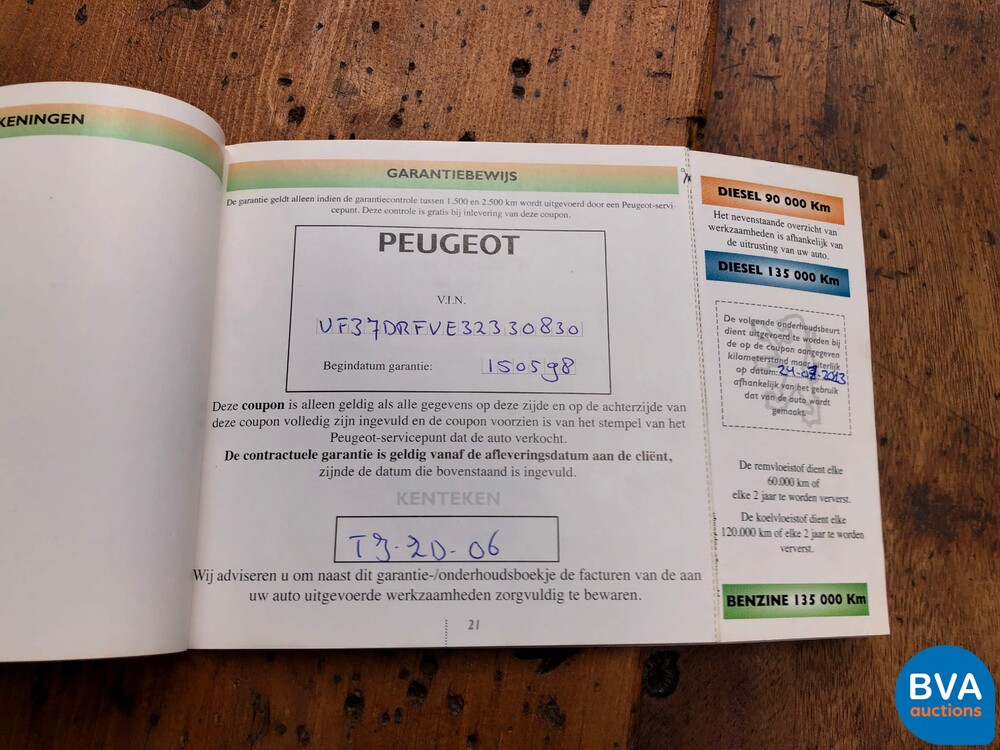 KENINGEN
GARANTIEBEWIJS
De garantie geldt alleen indien de garantiecontrole tussen 1.500 en 2.500 km wordt uitgevoerd door een Peugeot-servi-
cepunt. Deze controle is gratis bij inlevering van deze coupon.
PEUGEOT
V.I.N.
VF37DRFVE32330830
Begindatum garantie: 150598
Deze coupon is alleen geldig als alle gegevens op deze zijde en op de achterzijde van
deze coupon volledig zijn ingevuld en de coupon voorzien is van het stempel van het
Peugeot-servicepunt dat de auto verkocht.
De contractuele garantie is geldig vanaf de afleveringsdatum aan de cliënt,
zijnde de datum die bovenstaand is ingevuld.
KENTEKEN
TJ-ZD-06
Wij adviseren u om naast dit garantie-/onderhoudsboekje de facturen van de aan
uw auto uitgevoerde werkzaamheden zorgvuldig te bewaren.
21
DIESEL 90 000 Km
Het nevenstaande overzicht van
werkzaamheden is afhankelijk van
de uitrusting van uw auto.
DIESEL 135 000 Km
De volgende onderhoudsbeurt
dient uitgevoerd te worden bij
de op de coupon aangegeven
kilometerstand maar uiterlijk
op datum: 24-07-2013
afhankelijk van het gebruik
dat van de auto wordt
gemaakt.
De remvloeistof dient elke
60.000 km of
elke 2 jaar te worden ververst.
De koelvloeistof dient elke
120.000 km of elke 2 jaar te worden
ververst.
BENZINE 135 000 Km
BVA
auctions